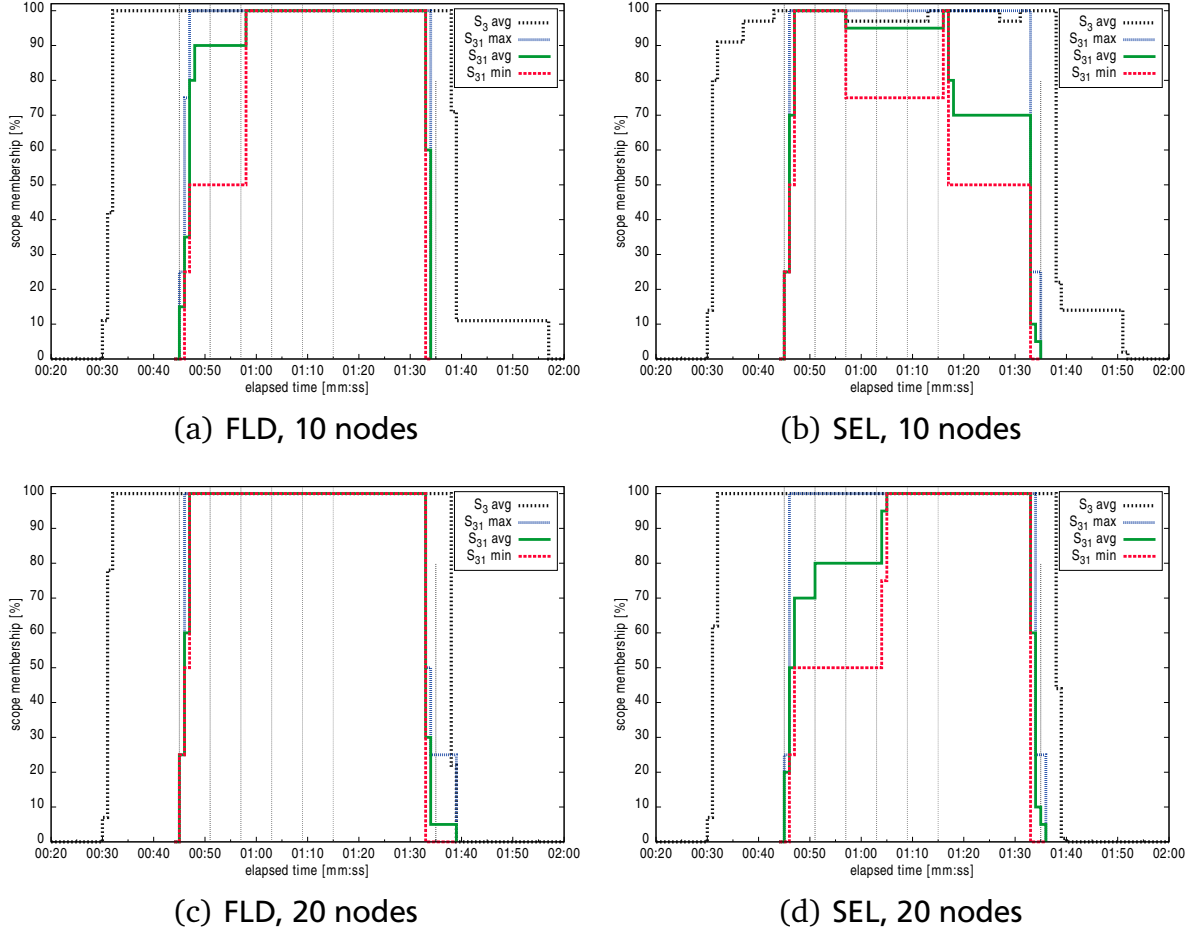 100
90
80
70
60
50
40
30
20
10
0
scope membership [%]
00:20 00:30 00:40 00:50 01:00 01:10 01:20 01:30 01:40 01:50 02:00
elapsed time [mm:ss]
S3 avg
S31 max
S31 avg
S31 min
(a) FLD, 10 nodes
100
90
80
70
60
50
40
30
20
10
0
scope membership [%]
00:20 00:30 00:40 00:50 01:00 01:10 01:20 01:30 01:40 01:50 02:00
elapsed time [mm:ss]
S3 avg
S31 max
S31 avg
S31 min
(b) SEL, 10 nodes
100
90
80
70
60
50
40
30
20
10
0
scope membership [%]
00:20 00:30 00:40 00:50 01:00 01:10 01:20 01:30 01:40 01:50 02:00
elapsed time [mm:ss]
S3 avg
S31 max
S31 avg
S31 min
(c) FLD, 20 nodes
100
90
80
70
60
50
40
30
20
10
0
scope membership [%]
00:20 00:30 00:40 00:50 01:00 01:10 01:20 01:30 01:40 01:50 02:00
elapsed time [mm:ss]
S3 avg
S31 max
S31 avg
S31 min
(d) SEL, 20 nodes